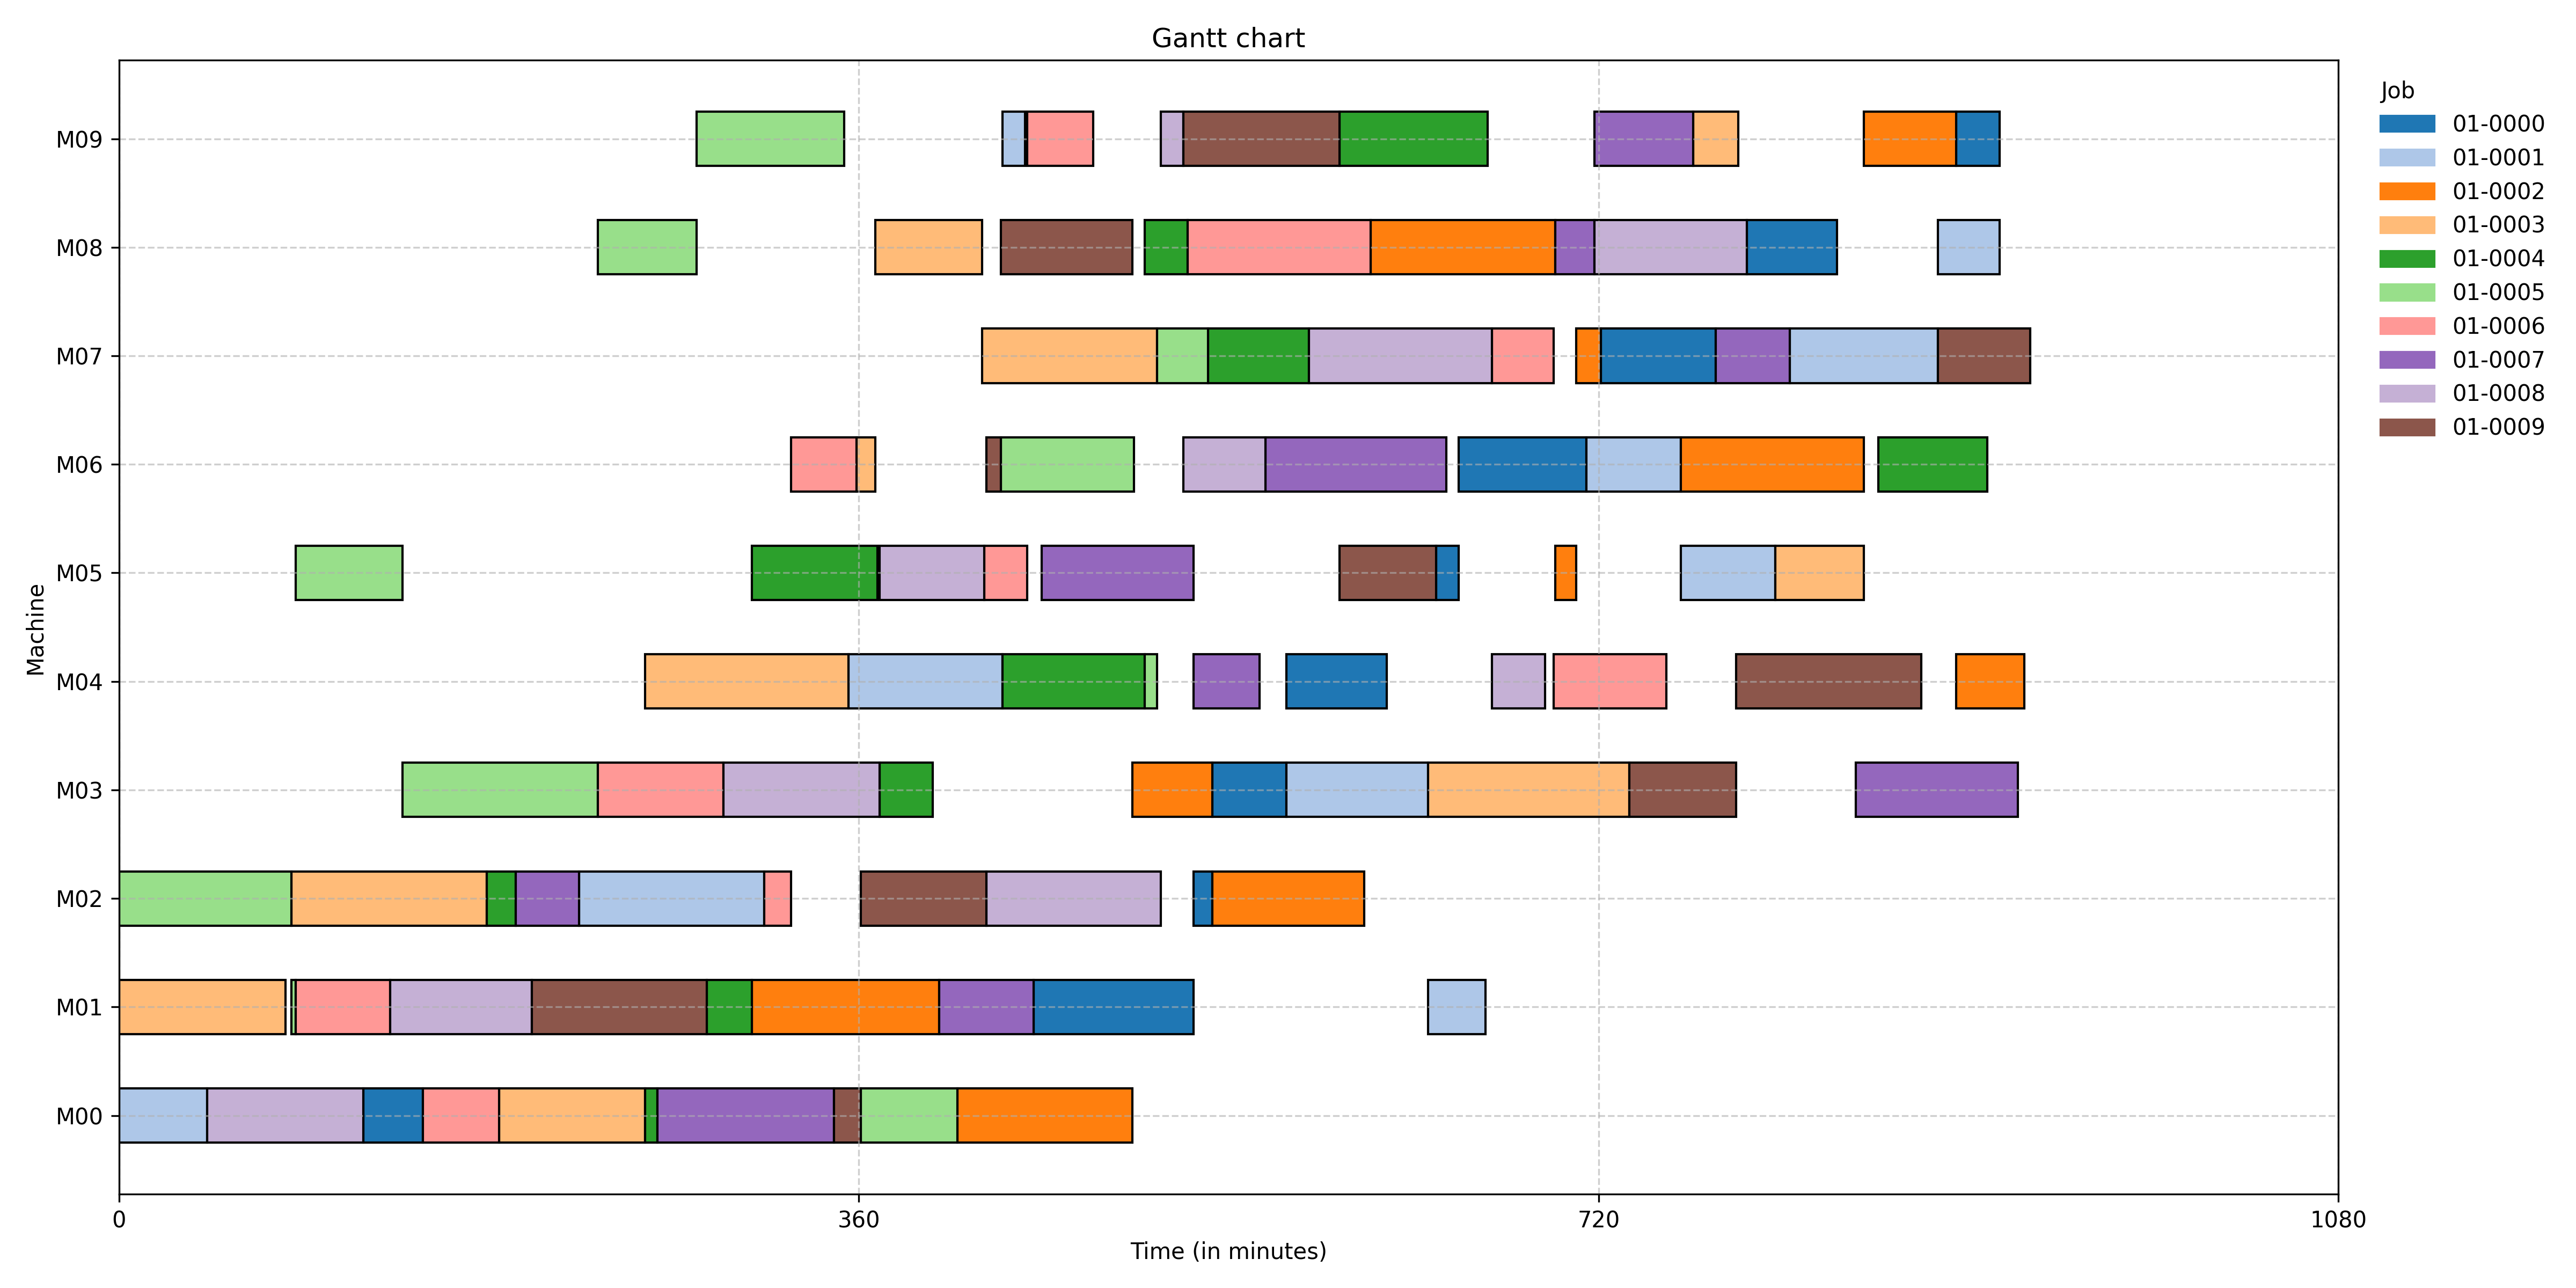 Gantt chart
Machine
M09
M08
M07
M06
M05
M04
M03
M02
M01
M00
0
360
720
1080
Time (in minutes)
Job
01-0000
01-0001
01-0002
01-0003
01-0004
01-0005
01-0006
01-0007
01-0008
01-0009